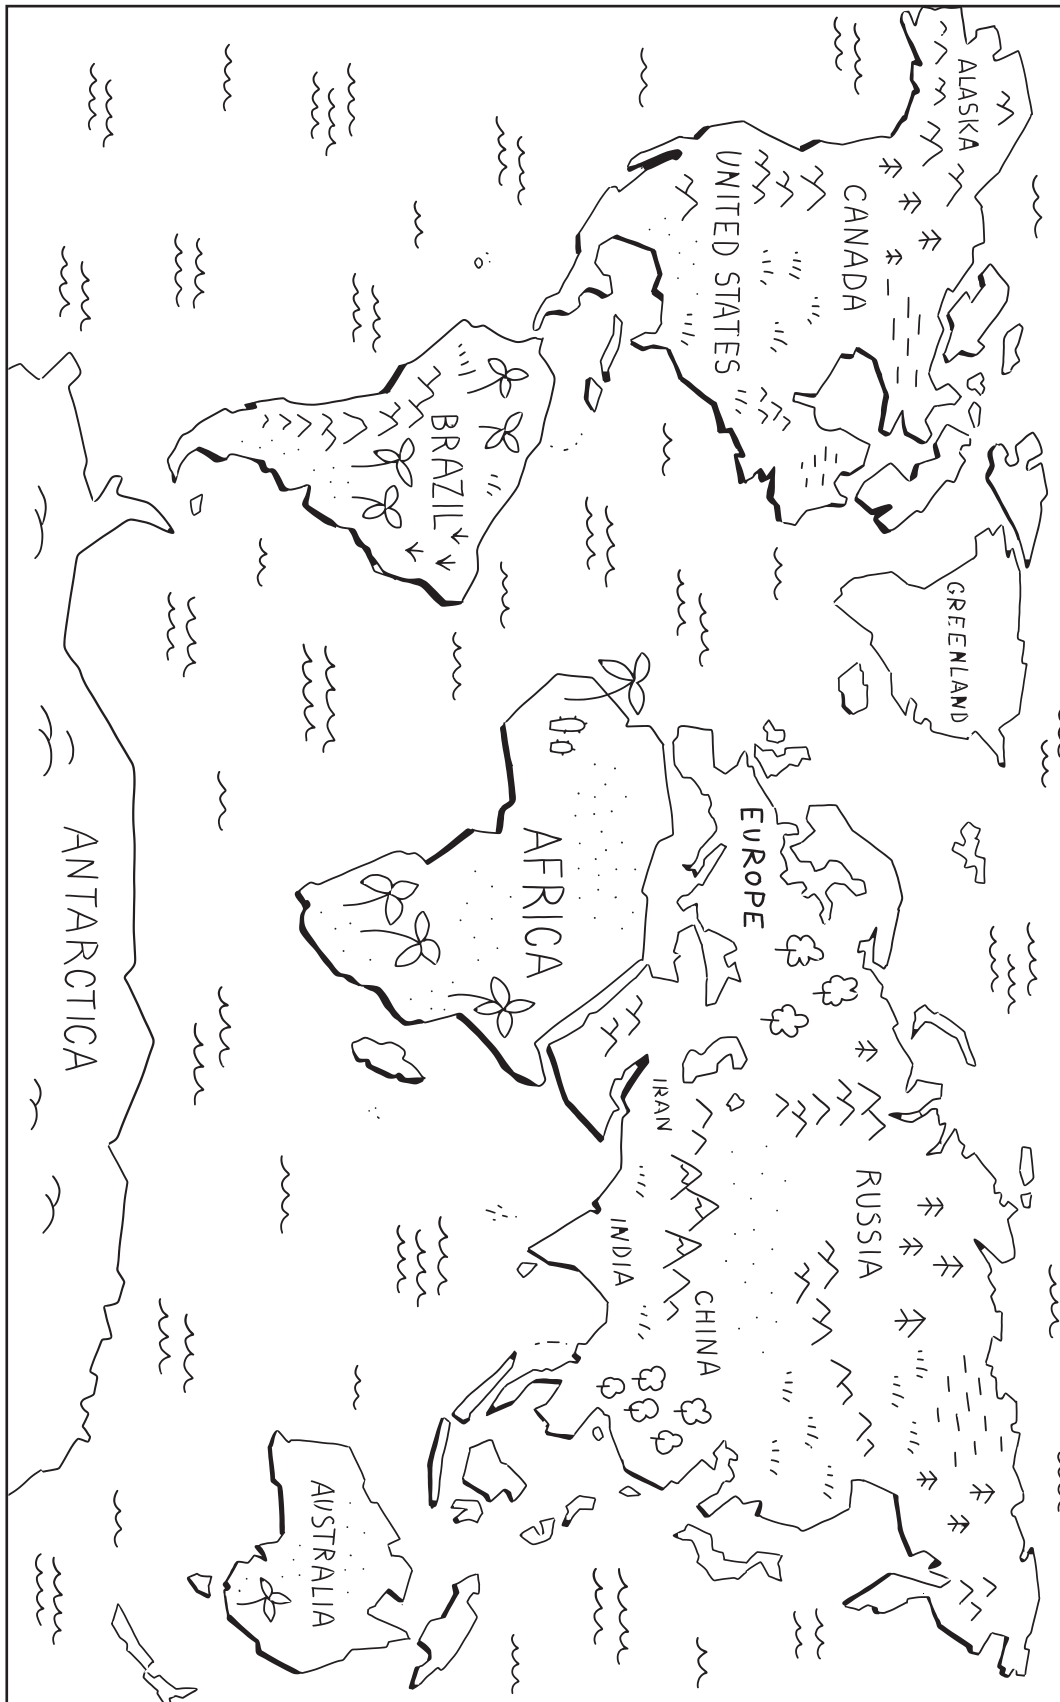 ALASKA
CANADA
UNITED STATES
GREENLAND
BRAZIL
EUROPE
AFRICA
RUSSIA
IRAN
CHINA
INDIA
AUSTRALIA
ANTARCTICA